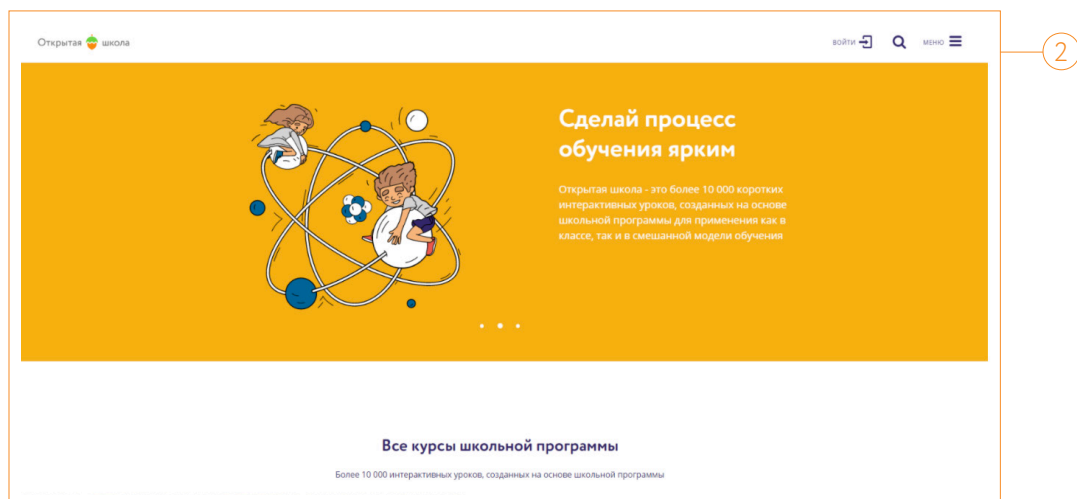 Открытая школа
ВОЙТИ
МЕНЮ
2
Сделай процесс
обучения ярким
Открытая школа - это более 10 000 коротких
интерактивных уроков, созданных на основе
школьной программы для применения как в
классе, так и в смешанной модели обучения
Все курсы школьной программы
Более 10 000 интерактивных уроков, созданных на основе школьной программы